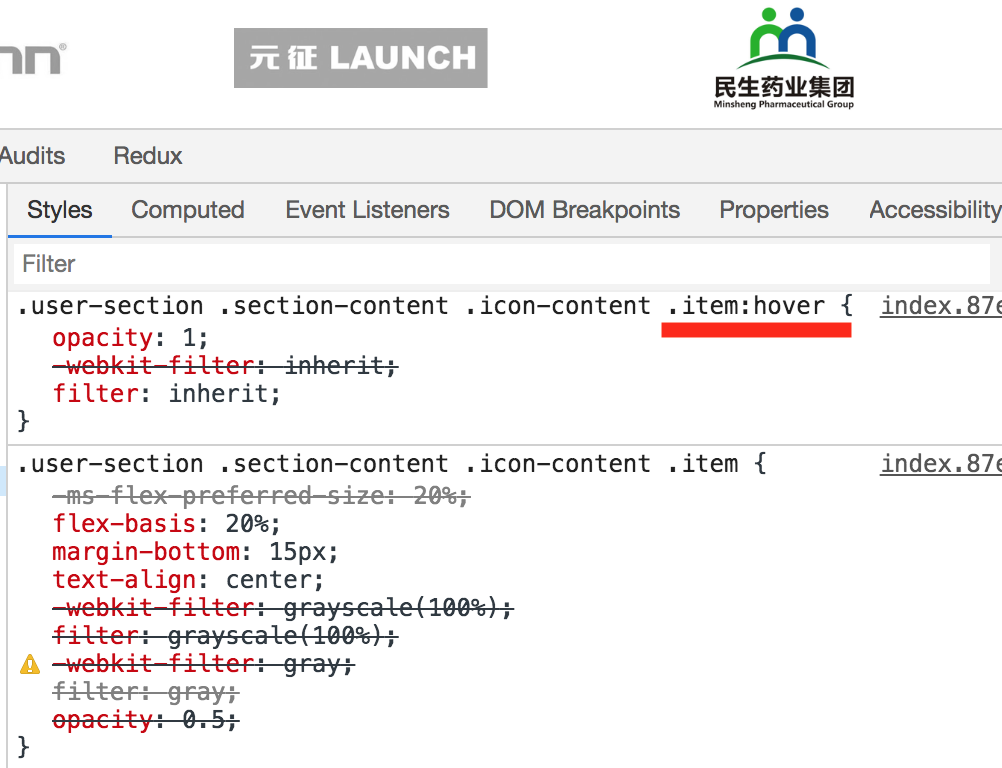 元征 LAUNCH
民生药业集团
Minsheng Pharmaceutical Group
Audits Redux
Styles Computed Event Listeners DOM Breakpoints Properties Accessibility
Filter
.user-section .section-content .icon-content .item:hover { index.87e
opacity: 1;
-webkit-filter: inherit;
filter: inherit;
}
.user-section .section-content .icon-content .item { index.87e
-ms-flex-preferred-size: 20%;
flex-basis: 20%;
margin-bottom: 15px;
text-align: center;
-webkit-filter: grayscale(100%);
filter: grayscale(100%);
-webkit-filter: gray;
filter: gray;
opacity: 0.5;
}